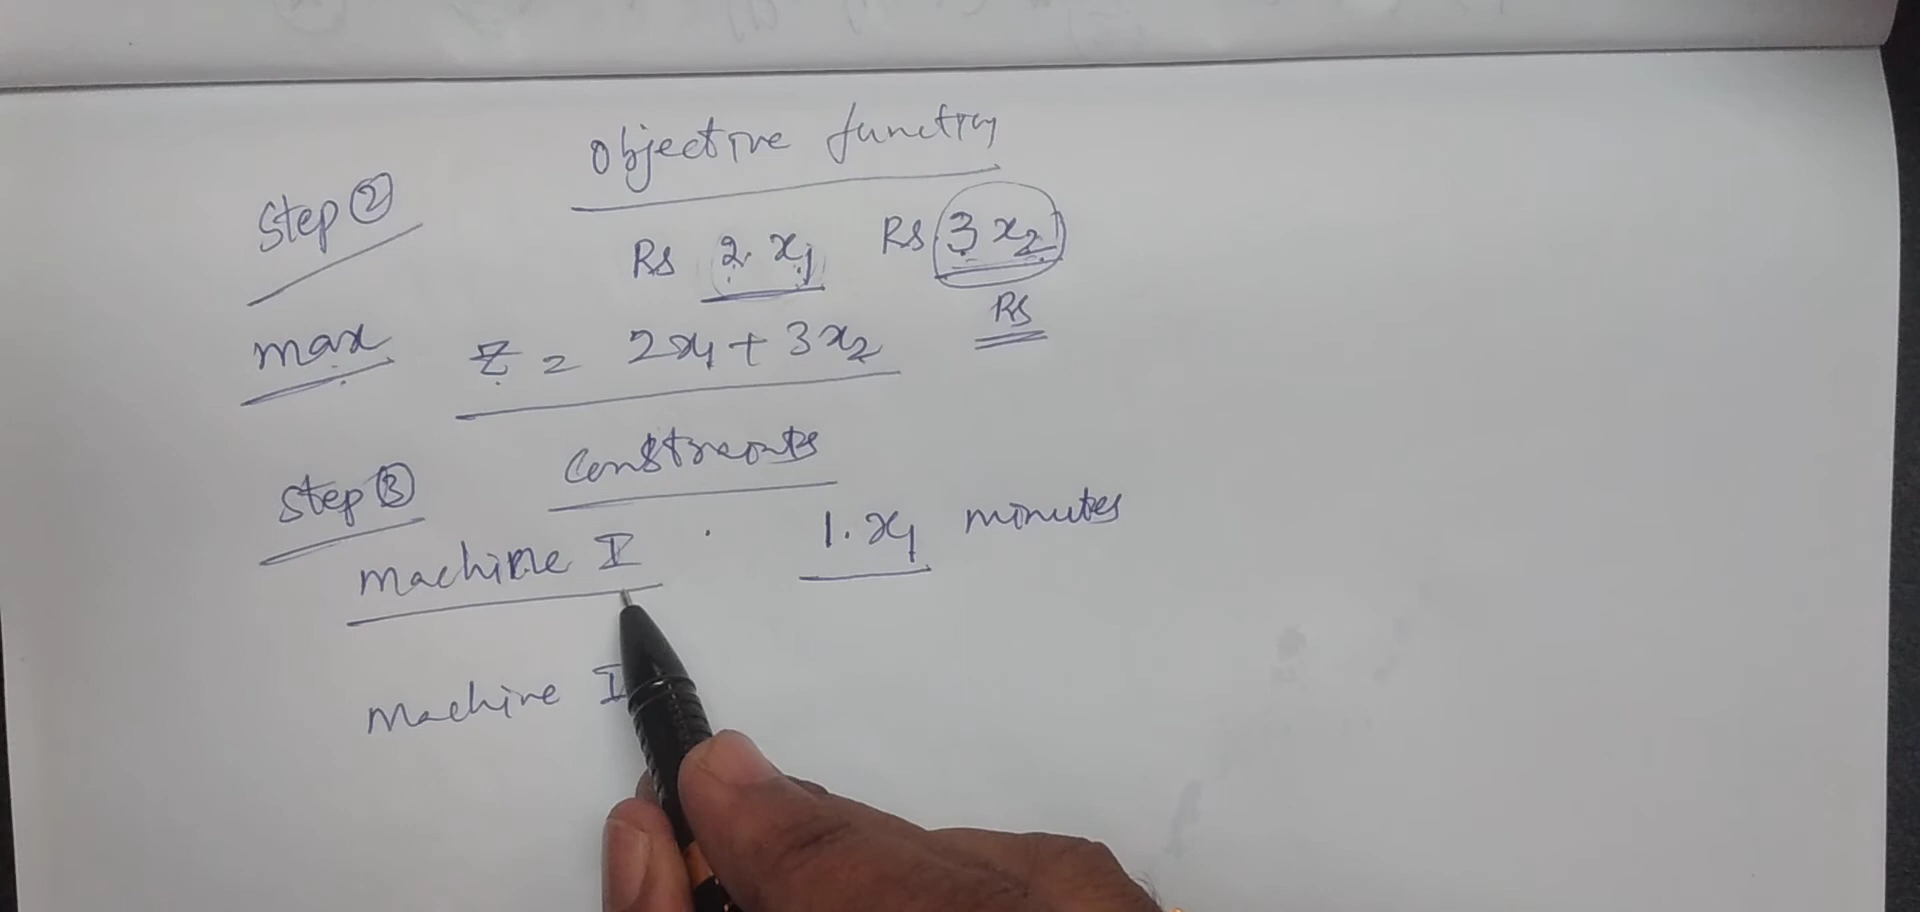 Objective function
Step ②
Rs 2. x1 Rs 3 x2
Rs
max Z = 2x1 + 3x2
Constraints
Step ③
Machine I 1. x1 minutes
Machine